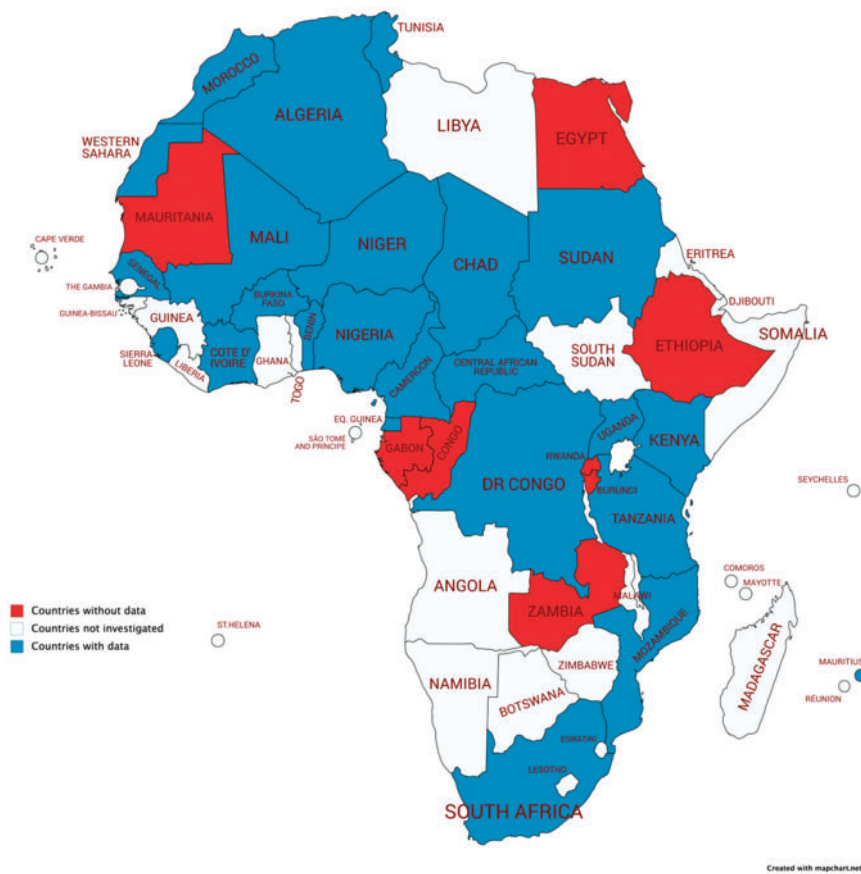 TUNISIA
MOROCCO
ALGERIA
LIBYA
EGYPT
WESTERN
SAHARA
MAURITANIA
MALI
NIGER
CHAD
SUDAN
ERITREA
CAPE VERDE
SENEGAL
THE GAMBIA
GUINEA-BISSAU
GUINEA
BURKINA
FASO
BENIN
NIGERIA
DJIBOUTI
SOMALIA
SIERRA-
LEONE
LIBERIA
COTE D'
IVOIRE
GHANA
TOGO
CAMEROON
CENTRAL AFRICAN
REPUBLIC
SOUTH
SUDAN
ETHIOPIA
EQ. GUINEA
SÃO TOMÉ
AND PRÍNCIPE
GABON
CONGO
DR CONGO
UGANDA
KENYA
RWANDA
BURUNDI
TANZANIA
SEYCHELLES
COMOROS
MAYOTTE
ANGOLA
ZAMBIA
MALAWI
MOZAMBIQUE
MADAGASCAR
MAURITIUS
RÉUNION
Countries without data
Countries not investigated
Countries with data
ST.HELENA
NAMIBIA
BOTSWANA
ZIMBABWE
ESWATINI
LESOTHO
SOUTH AFRICA
Created with mapchart.net